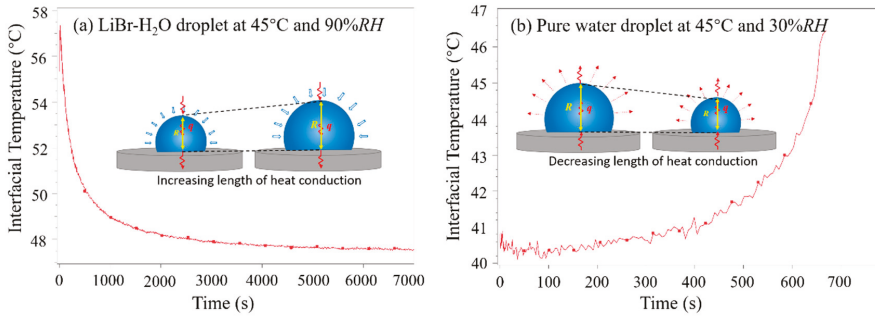 (a) LiBr-H₂O droplet at 45°C and 90%RH
Interfacial Temperature (°C)
58
56
54
52
50
48
R
q
R
q
Increasing length of heat conduction
0
1000
2000
3000
4000
5000
6000
7000
Time (s)
(b) Pure water droplet at 45°C and 30%RH
Interfacial Temperature (°C)
47
46
45
44
43
42
41
40
R
q
R
q
Decreasing length of heat conduction
0
100
200
300
400
500
600
700
Time (s)